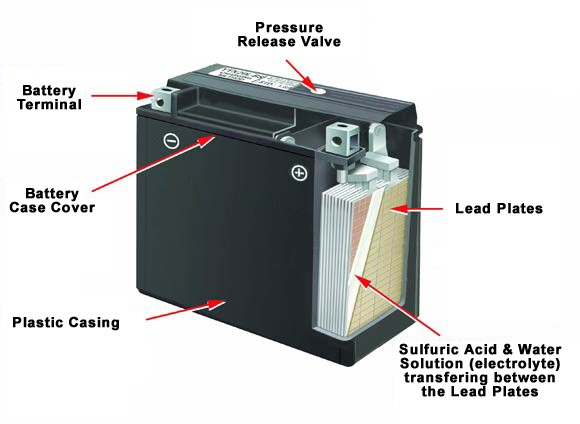 Pressure
Release Valve
Battery
Terminal
Battery
Case Cover
Lead Plates
Plastic Casing
Sulfuric Acid & Water
Solution (electrolyte)
transfering between
the Lead Plates